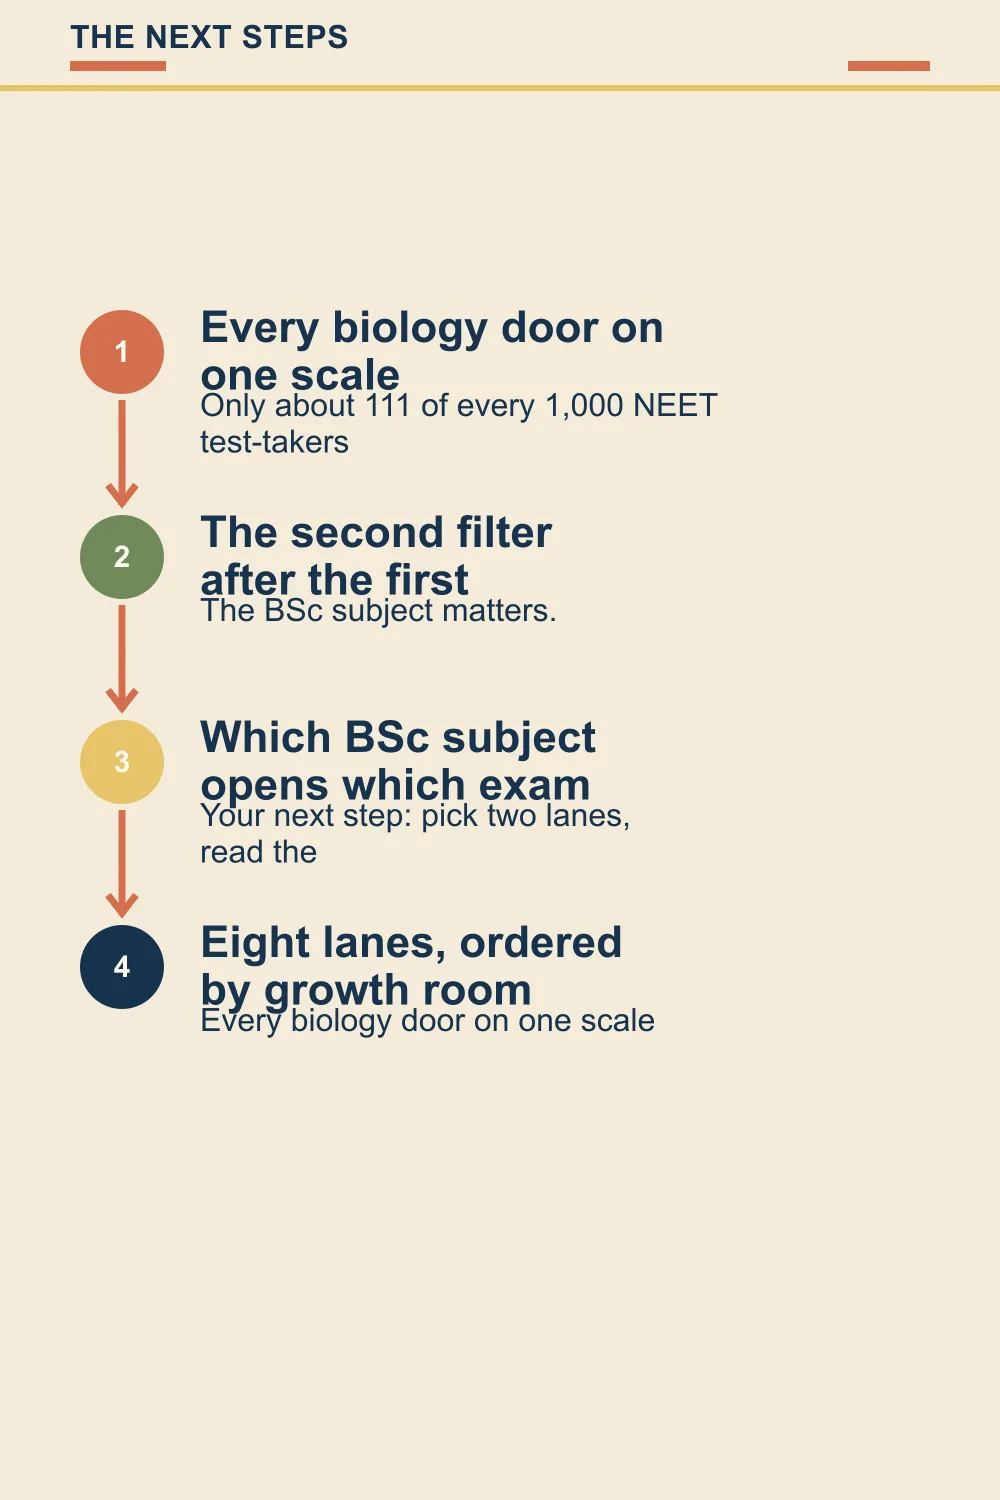 THE NEXT STEPS
1
Every biology door on
one scale
Only about 111 of every 1,000 NEET
test-takers
2
The second filter
after the first
The BSc subject matters.
3
Which BSc subject
opens which exam
Your next step: pick two lanes,
read the
4
Eight lanes, ordered
by growth room
Every biology door on one scale